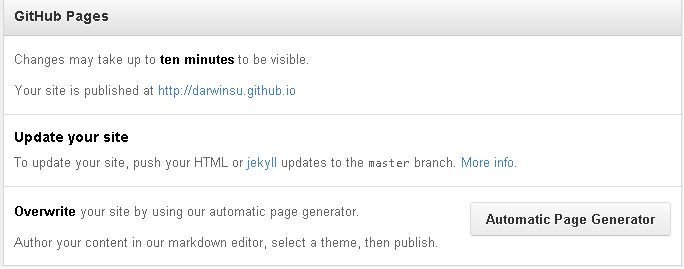 GitHub Pages
Changes may take up to ten minutes to be visible.
Your site is published at http://darwinsu.github.io
Update your site
To update your site, push your HTML or jekyll updates to the master branch. More info.
Overwrite your site by using our automatic page generator.
Automatic Page Generator
Author your content in our markdown editor, select a theme, then publish.